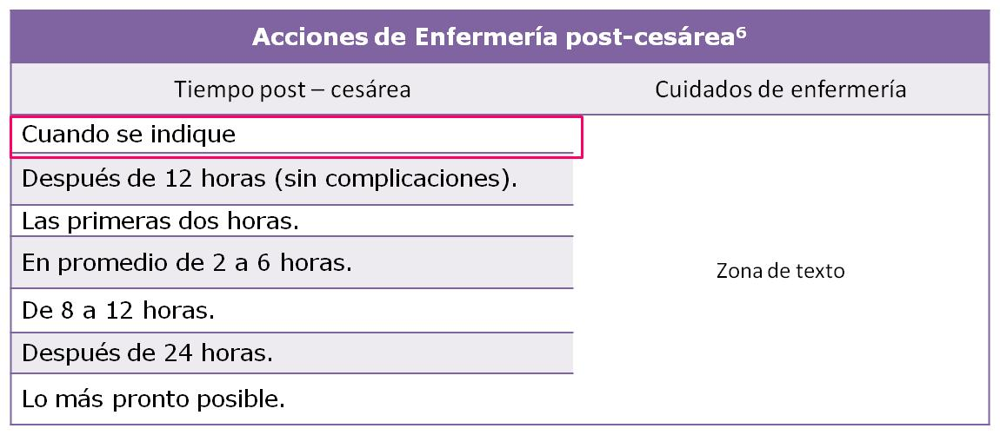 Acciones de Enfermería post-cesárea⁶
Tiempo post – cesárea
Cuidados de enfermería
Cuando se indique
Después de 12 horas (sin complicaciones).
Las primeras dos horas.
En promedio de 2 a 6 horas.
Zona de texto
De 8 a 12 horas.
Después de 24 horas.
Lo más pronto posible.